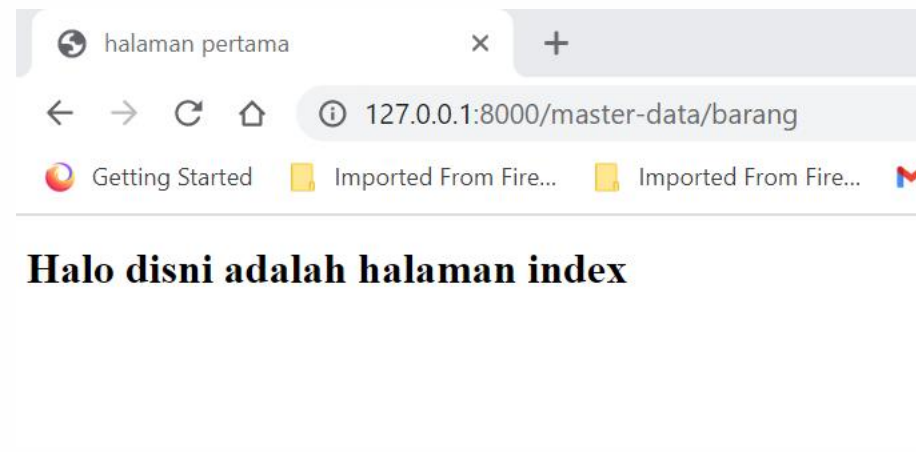 halaman pertama
127.0.0.1:8000/master-data/barang
Getting Started Imported From Fire... Imported From Fire...
Halo disni adalah halaman index